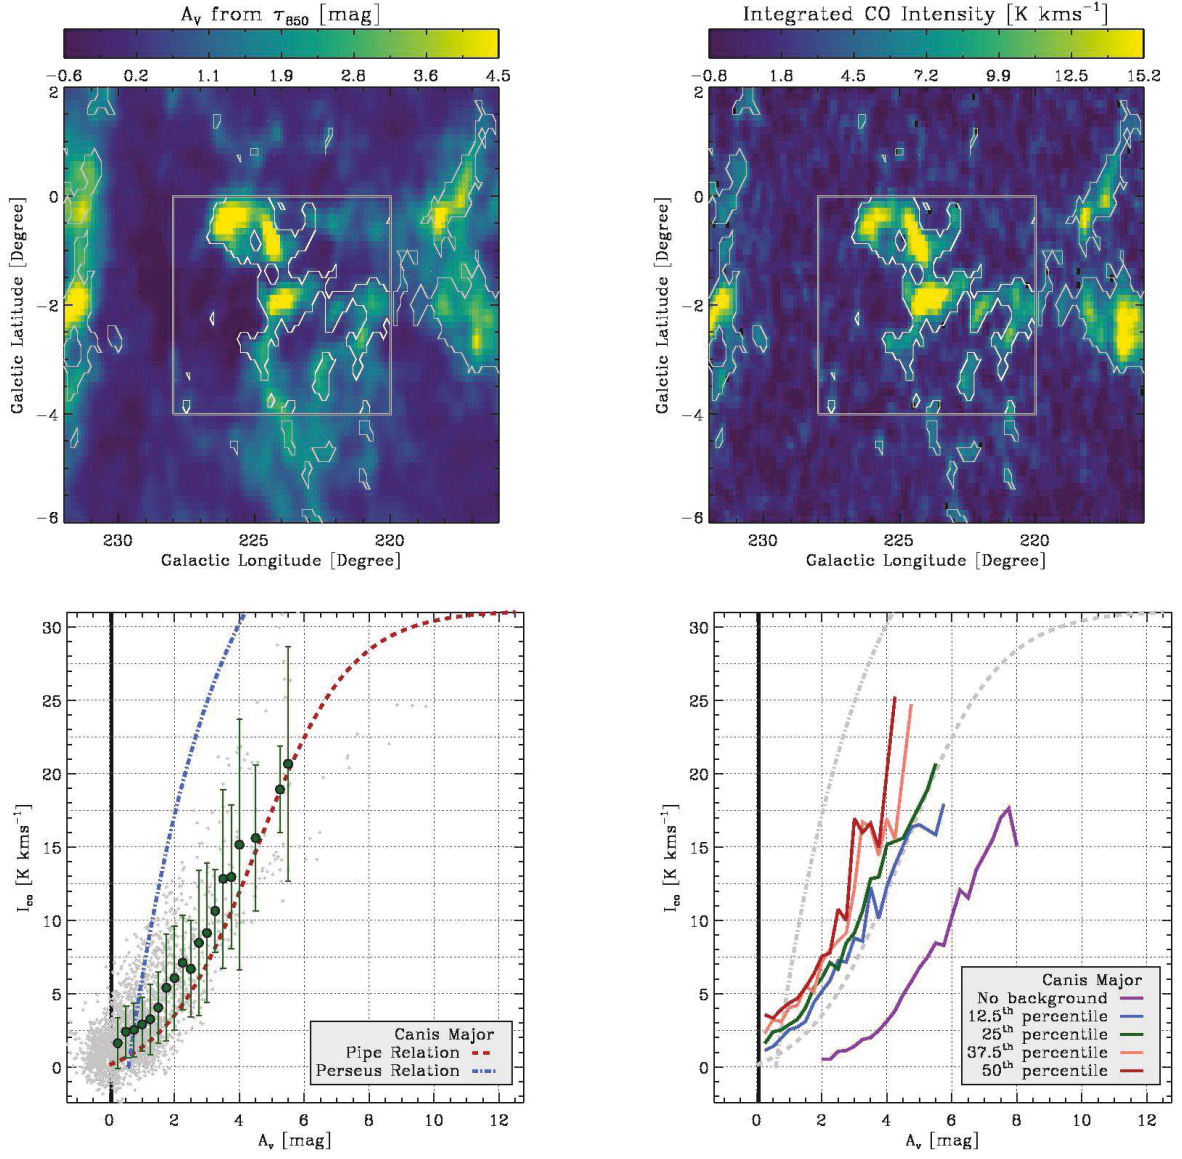 A_V from τ_850 [mag]
−0.6 0.2 1.1 1.9 2.8 3.6 4.5
2
0
−2
−4
−6
Galactic Latitude [Degree]
230 225 220
Galactic Longitude [Degree]
Integrated CO Intensity [K kms⁻¹]
−0.8 1.8 4.5 7.2 9.9 12.5 15.2
2
0
−2
−4
−6
Galactic Latitude [Degree]
230 225 220
Galactic Longitude [Degree]
30
25
20
15
10
5
0
I_co [K kms⁻¹]
Canis Major
Pipe Relation
Perseus Relation
0 2 4 6 8 10 12
A_v [mag]
30
25
20
15
10
5
0
I_co [K kms⁻¹]
Canis Major
No background
12.5th percentile
25th percentile
37.5th percentile
50th percentile
0 2 4 6 8 10 12
A_v [mag]